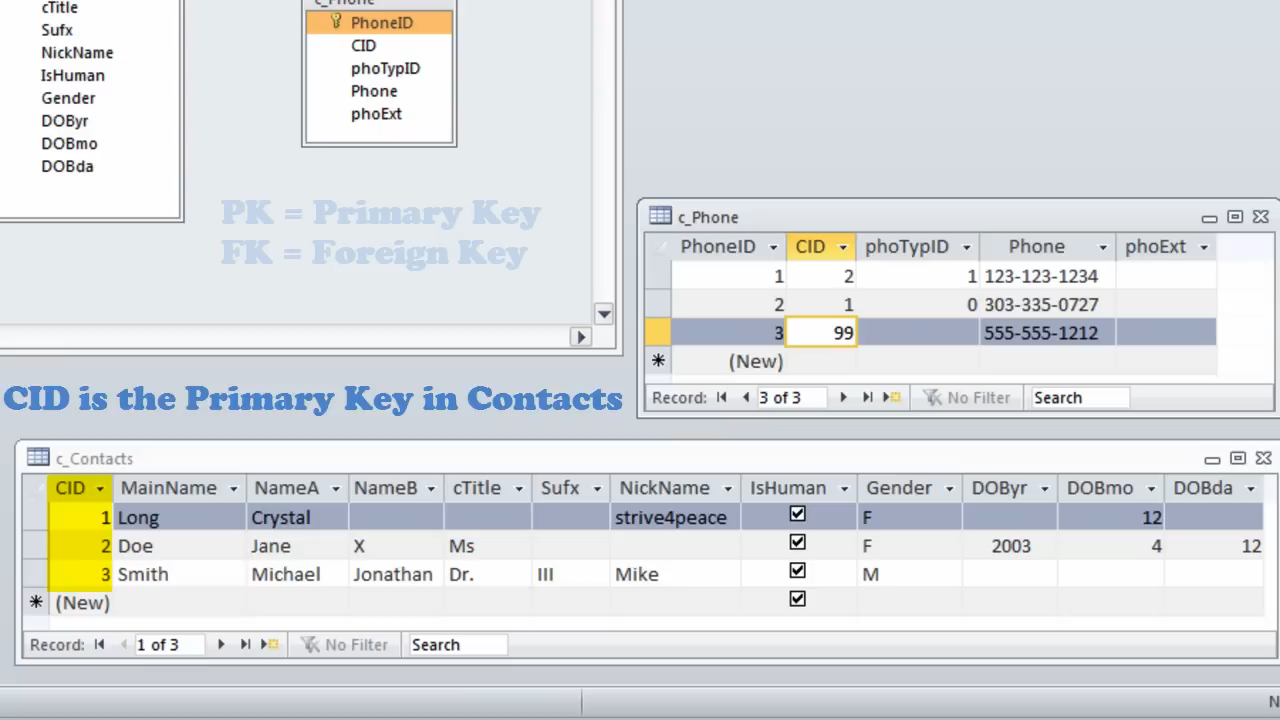 cTitle
Sufx
NickName
IsHuman
Gender
DOByr
DOBmo
DOBda
c_Phone
PhoneID
CID
phoTypID
Phone
phoExt
PK = Primary Key
FK = Foreign Key
c_Phone
PhoneID CID phoTypID Phone phoExt
1 2 1 123-123-1234
2 1 0 303-335-0727
3 99 555-555-1212
(New)
Record: 3 of 3 No Filter Search
CID is the Primary Key in Contacts
c_Contacts
CID MainName NameA NameB cTitle Sufx NickName IsHuman Gender DOByr DOBmo DOBda
1 Long Crystal strive4peace F 12
2 Doe Jane X Ms F 2003 4 12
3 Smith Michael Jonathan Dr. III Mike M
(New)
Record: 1 of 3 No Filter Search
N